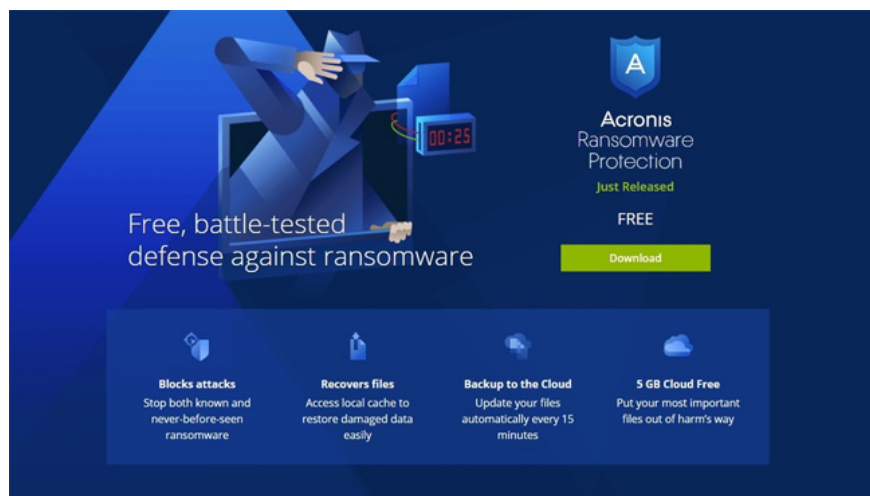 00:25
Free, battle-tested
defense against ransomware
A
Acronis
Ransomware
Protection
Just Released
FREE
Download
Blocks attacks
Stop both known and
never-before-seen
ransomware
Recovers files
Access local cache to
restore damaged data
easily
Backup to the Cloud
Update your files
automatically every 15
minutes
5 GB Cloud Free
Put your most important
files out of harm's way